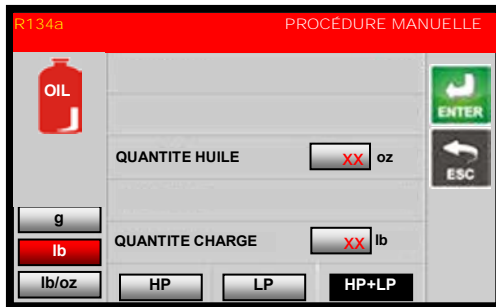 R134a PROCÉDURE MANUELLE
OIL
ENTER
QUANTITE HUILE XX oz
ESC
g
lb QUANTITE CHARGE XX lb
lb/oz HP LP HP+LP